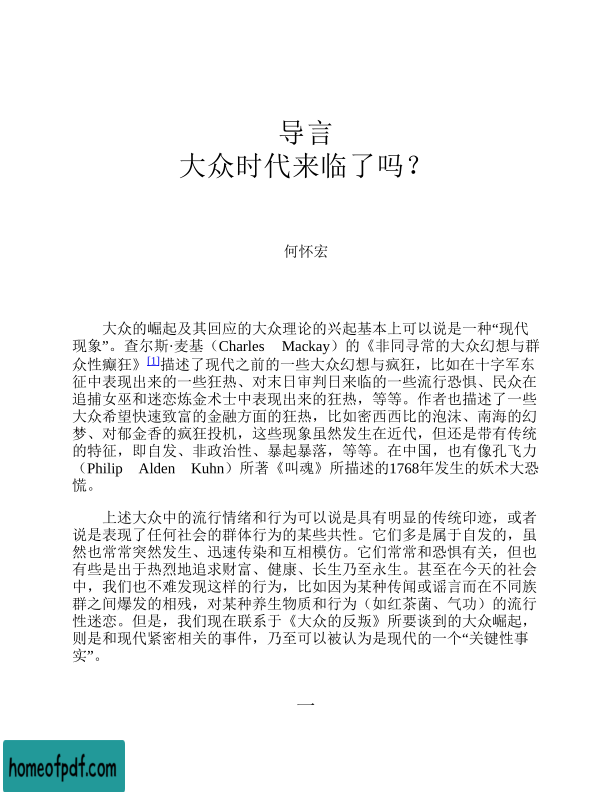 导言
大众时代来临了吗？
何怀宏
大众的崛起及其回应的大众理论的兴起基本上可以说是一种“现代
现象”。查尔斯·麦基（Charles Mackay）的《非同寻常的大众幻想与群
众性癫狂》[1]描述了现代之前的一些大众幻想与疯狂，比如在十字军东
征中表现出来的一些狂热、对末日审判日来临的一些流行恐惧、民众在
追捕女巫和迷恋炼金术士中表现出来的狂热，等等。作者也描述了一些
大众希望快速致富的金融方面的狂热，比如密西西比的泡沫、南海的幻
梦、对郁金香的疯狂投机，这些现象虽然发生在近代，但还是带有传统
的特征，即自发、非政治性、暴起暴落，等等。在中国，也有像孔飞力
（Philip Alden Kuhn）所著《叫魂》所描述的1768年发生的妖术大恐
慌。
上述大众中的流行情绪和行为可以说是具有明显的传统印迹，或者
说是表现了任何社会的群体行为的某些共性。它们多是属于自发的，虽
然也常常突然发生、迅速传染和互相模仿。它们常常和恐惧有关，但也
有些是出于热烈地追求财富、健康、长生乃至永生。甚至在今天的社会
中，我们也不难发现这样的行为，比如因为某种传闻或谣言而在不同族
群之间爆发的相残，对某种养生物质和行为（如红茶菌、气功）的流行
性迷恋。但是，我们现在联系于《大众的反叛》所要谈到的大众崛起，
则是和现代紧密相关的事件，乃至可以被认为是现代的一个“关键性事
实”。
一
homeofpdf.com